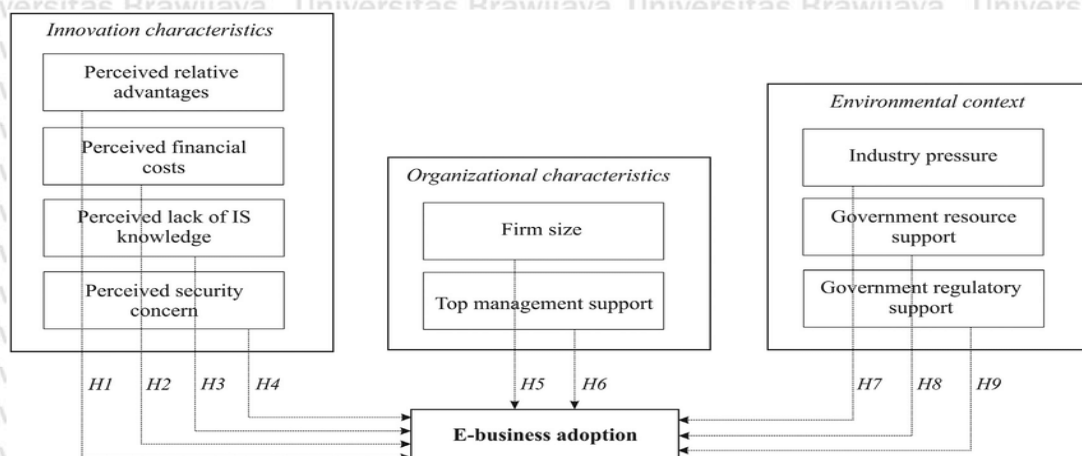 Universitas Brawijaya Universitas Brawijaya Universitas Brawijaya Univers
Innovation characteristics
Perceived relative
advantages
Perceived financial
costs
Perceived lack of IS
knowledge
Perceived security
concern
Organizational characteristics
Firm size
Top management support
Environmental context
Industry pressure
Government resource
support
Government regulatory
support
H1 H2 H3 H4 H5 H6 H7 H8 H9
E-business adoption